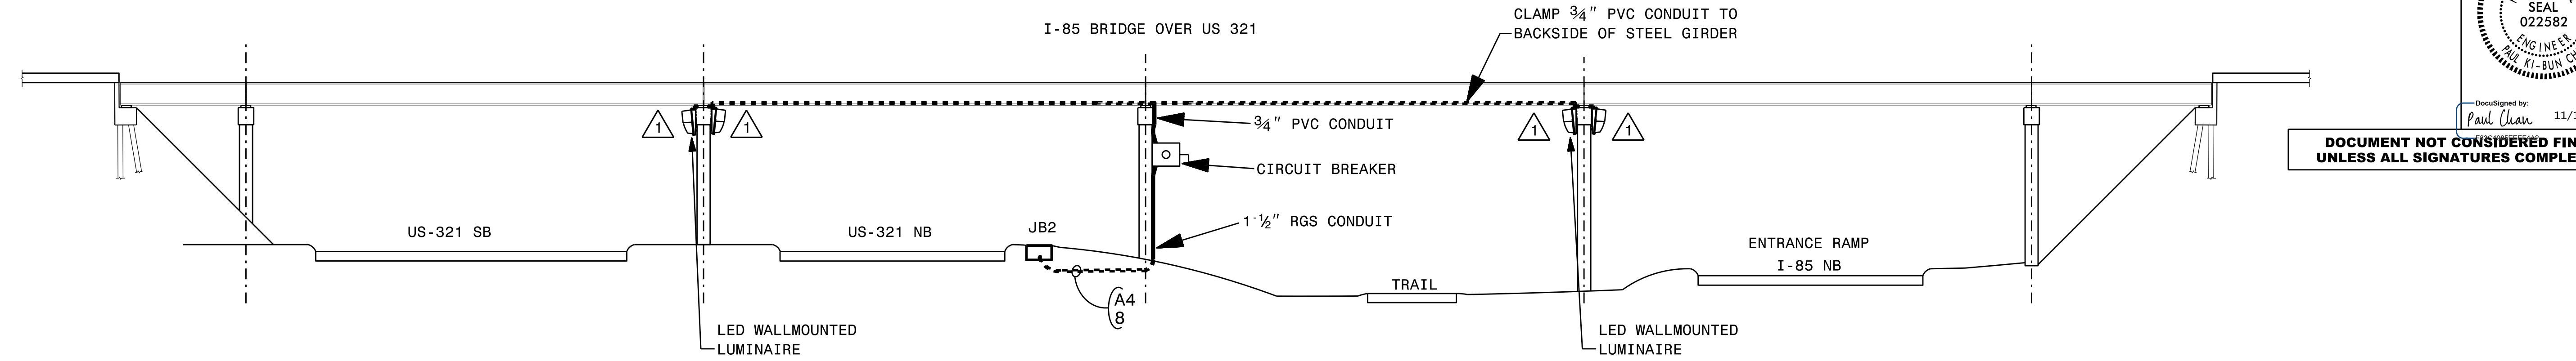 I-85 BRIDGE OVER US 321
CLAMP ¾" PVC CONDUIT TO
BACKSIDE OF STEEL GIRDER
SEAL
022582
ENGINEER
PAUL KI-BUN
DocuSigned by:
Paul Chan
DOCUMENT NOT CONSIDERED
UNLESS ALL SIGNATURES
1
1
1
1
¾" PVC CONDUIT
CIRCUIT BREAKER
1-½" RGS CONDUIT
US-321 SB
US-321 NB
JB2
ENTRANCE RAMP
I-85 NB
TRAIL
A4
8
LED WALLMOUNTED
LUMINAIRE
LED WALLMOUNTED
LUMINAIRE